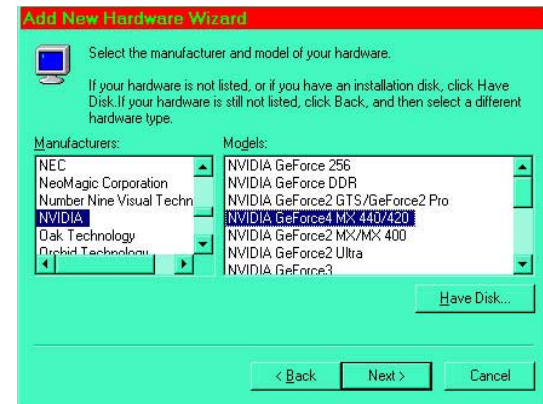 Add New Hardware Wizard
Select the manufacturer and model of your hardware.
If your hardware is not listed, or if you have an installation disk, click Have
Disk.If your hardware is still not listed, click Back, and then select a different
hardware type.
Manufacturers:
NEC
NeoMagic Corporation
Number Nine Visual Techn
NVIDIA
Oak Technology
Orchid Technology
Models:
NVIDIA GeForce 256
NVIDIA GeForce DDR
NVIDIA GeForce2 GTS/GeForce2 Pro
NVIDIA GeForce4 MX 440/420
NVIDIA GeForce2 MX/MX 400
NVIDIA GeForce2 Ultra
NVIDIA GeForce3
Have Disk...
< Back
Next >
Cancel